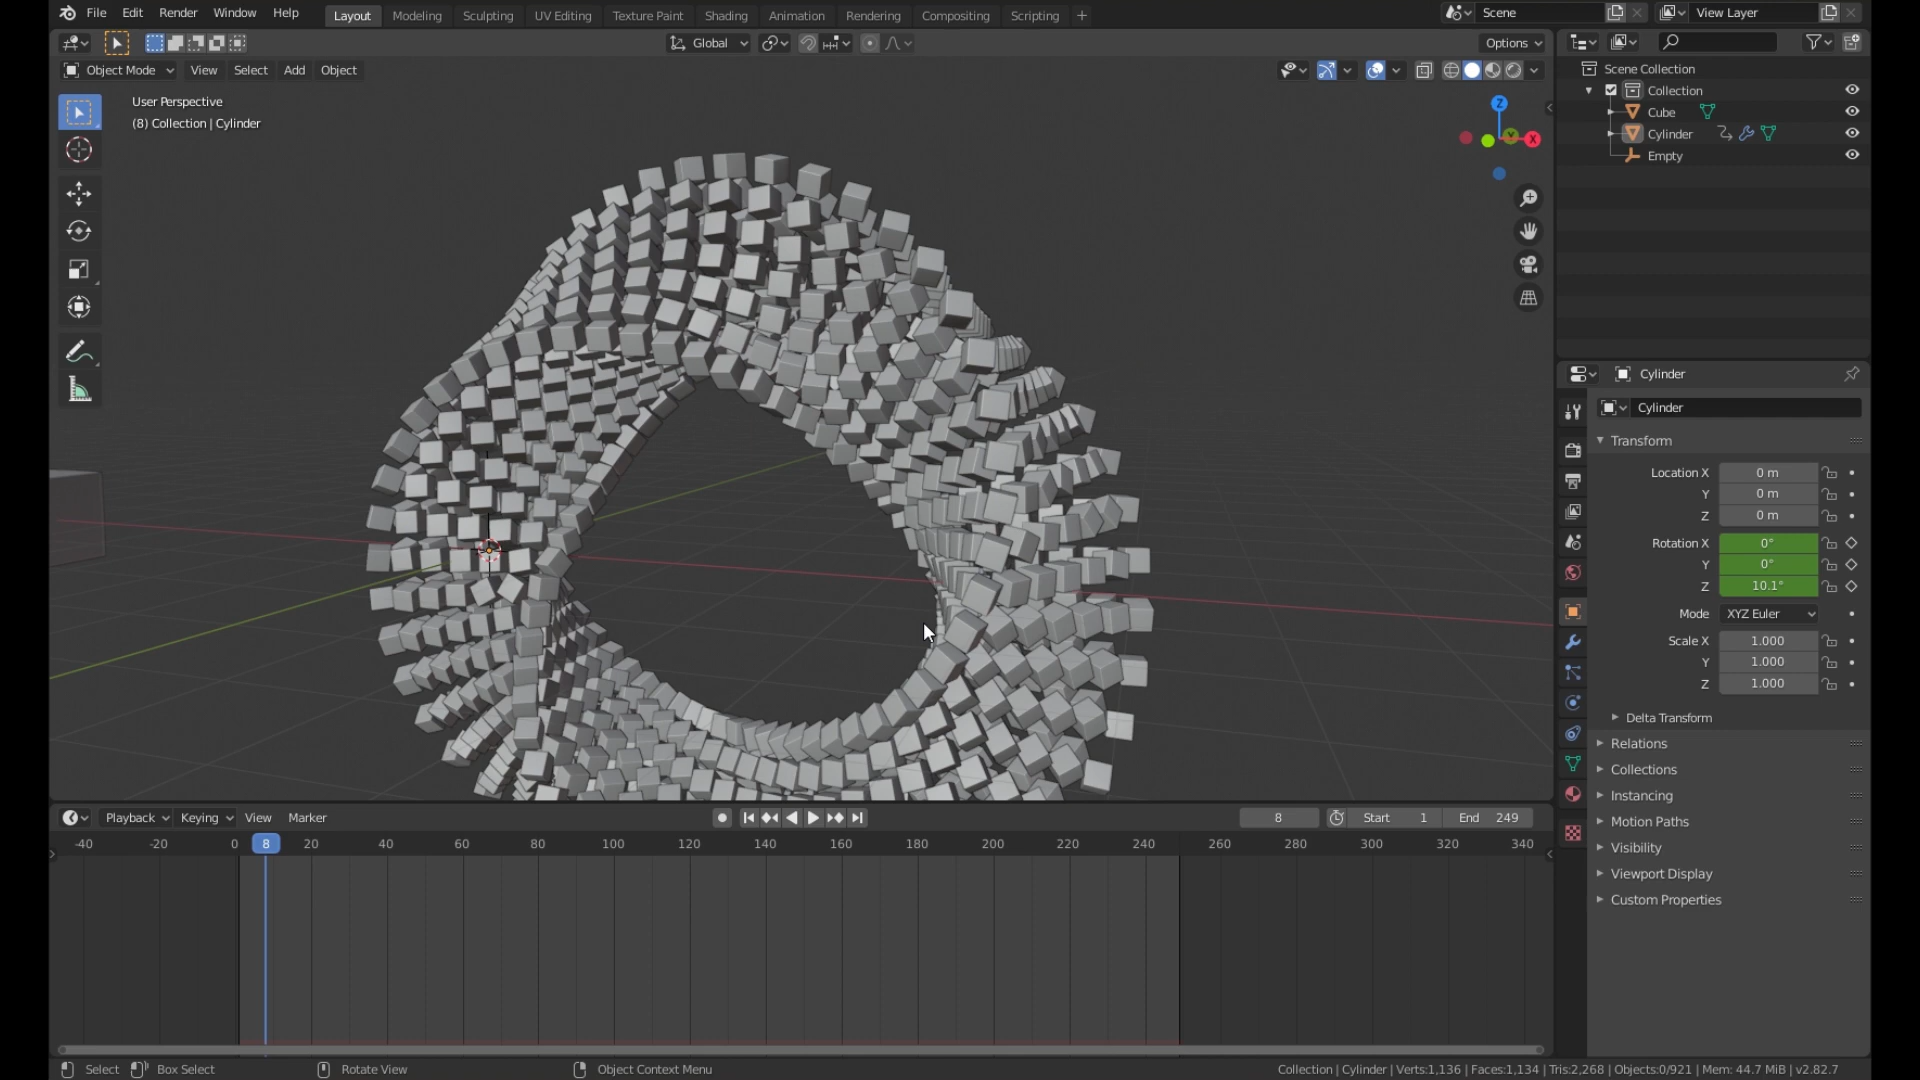 File Edit Render Window Help Layout Modeling Sculpting UV Editing Texture Paint Shading Animation Rendering Compositing Scripting + Scene View Layer
Global Options
Object Mode View Select Add Object
User Perspective
(8) Collection | Cylinder
Z
Y
X
Scene Collection
Collection
Cube
Cylinder
Empty
Cylinder
Cylinder
Transform
Location X 0 m
Y 0 m
Z 0 m
Rotation X 0°
Y 0°
Z 10.1°
Mode XYZ Euler
Scale X 1.000
Y 1.000
Z 1.000
Delta Transform
Relations
Collections
Instancing
Motion Paths
Visibility
Viewport Display
Custom Properties
Playback Keying View Marker 8 Start 1 End 249
-40 -20 0 8 20 40 60 80 100 120 140 160 180 200 220 240 260 280 300 320 340
Select Box Select Rotate View Object Context Menu Collection | Cylinder | Verts:1,136 | Faces:1,134 | Tris:2,268 | Objects:0/921 | Mem: 44.7 MiB | v2.82.7